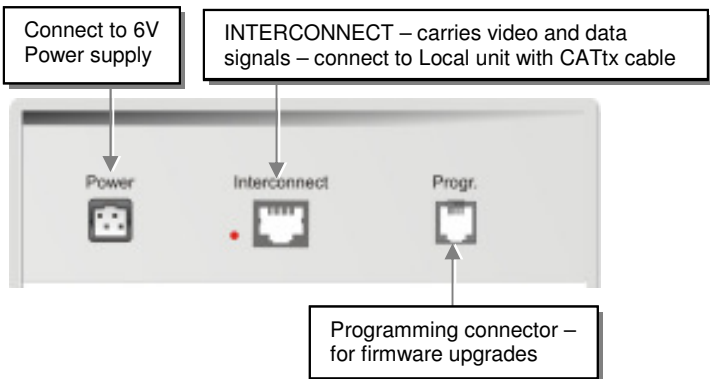 Connect to 6V
Power supply
INTERCONNECT – carries video and data
signals – connect to Local unit with CATtx cable
Power
Interconnect
Progr.
Programming connector –
for firmware upgrades